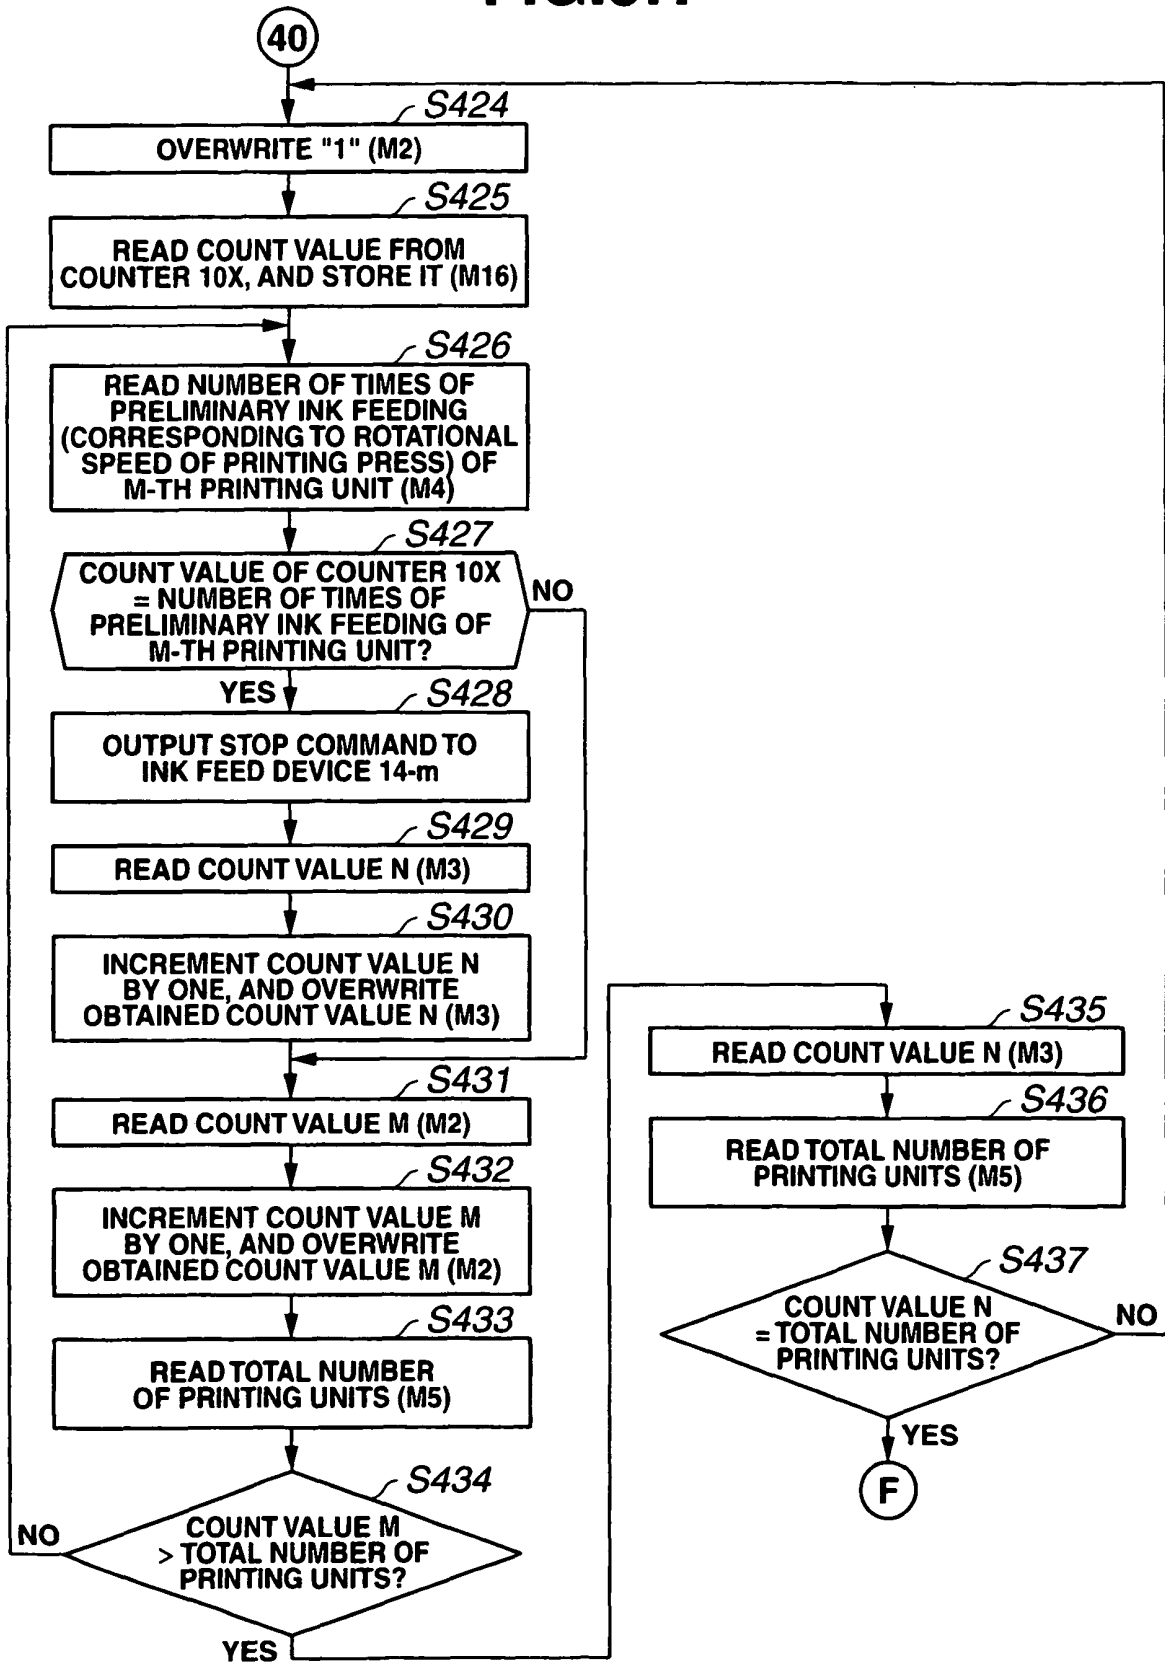 40
S424
OVERWRITE "1" (M2)
S425
READ COUNT VALUE FROM
COUNTER 10X, AND STORE IT (M16)
S426
READ NUMBER OF TIMES OF
PRELIMINARY INK FEEDING
(CORRESPONDING TO ROTATIONAL
SPEED OF PRINTING PRESS) OF
M-TH PRINTING UNIT (M4)
S427
COUNT VALUE OF COUNTER 10X
= NUMBER OF TIMES OF
PRELIMINARY INK FEEDING OF
M-TH PRINTING UNIT?
NO
YES
S428
OUTPUT STOP COMMAND TO
INK FEED DEVICE 14-m
S429
READ COUNT VALUE N (M3)
S430
INCREMENT COUNT VALUE N
BY ONE, AND OVERWRITE
OBTAINED COUNT VALUE N (M3)
S431
READ COUNT VALUE M (M2)
S432
INCREMENT COUNT VALUE M
BY ONE, AND OVERWRITE
OBTAINED COUNT VALUE M (M2)
S433
READ TOTAL NUMBER
OF PRINTING UNITS (M5)
S434
COUNT VALUE M
> TOTAL NUMBER OF
PRINTING UNITS?
NO
YES
S435
READ COUNT VALUE N (M3)
S436
READ TOTAL NUMBER OF
PRINTING UNITS (M5)
S437
COUNT VALUE N
= TOTAL NUMBER OF
PRINTING UNITS?
NO
YES
F